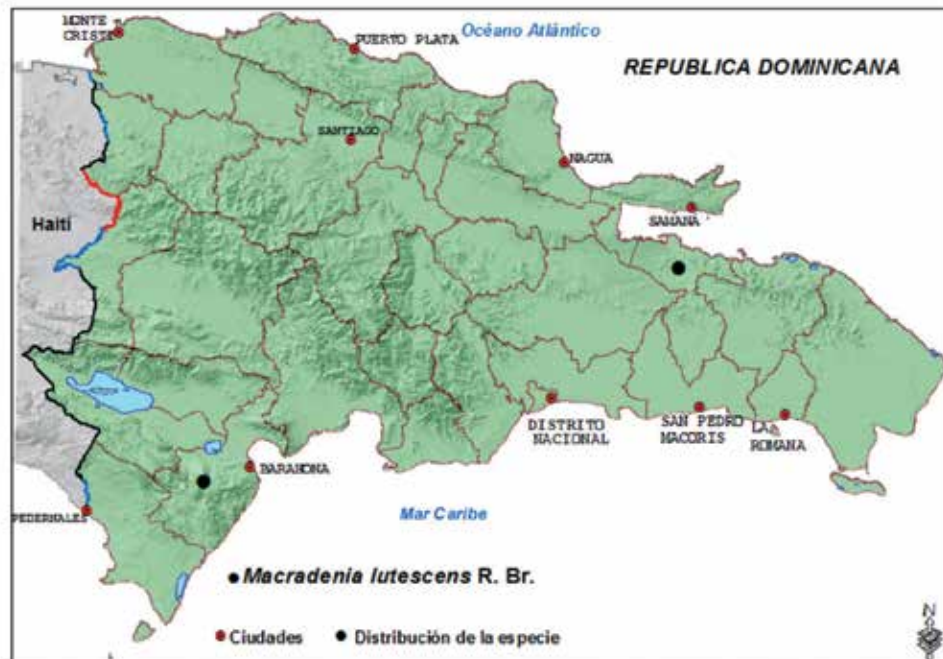 MONTE
CRISTI
PUERTO PLATA
Océano Atlántico
REPUBLICA DOMINICANA
SANTIAGO
NAGUA
SAMANA
Haití
DISTRITO
NACIONAL
SAN PEDRO
MACORIS
LA
ROMANA
BARAHONA
PEDERNALES
Mar Caribe
Macradenia lutescens R. Br.
Ciudades
Distribución de la especie
N